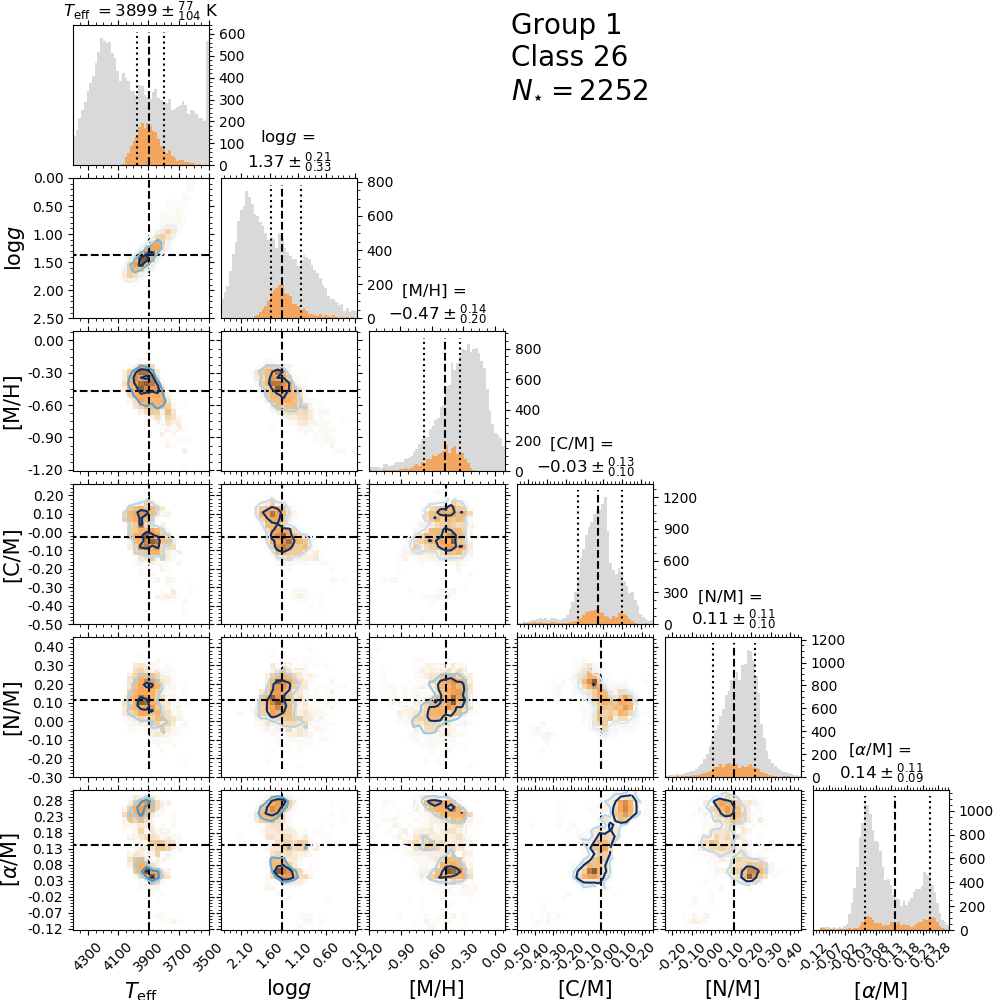 T_eff = 3899 ± ⁷⁷₁₀₄ K
Group 1
Class 26
N⋆ = 2252
600
500
400
300
200
100
0
logg =
1.37 ± ⁰·²¹₀.₃₃
0.00
0.50
1.00
1.50
2.00
2.50
logg
800
600
400
200
0
[M/H] =
−0.47 ± ⁰·¹⁴₀.₂₀
0.00
-0.30
-0.60
-0.90
-1.20
[M/H]
800
600
400
200
0
[C/M] =
−0.03 ± ⁰·¹³₀.₁₀
0.20
0.10
-0.00
-0.10
-0.20
-0.30
-0.40
-0.50
[C/M]
1200
900
600
300
0
[N/M] =
0.11 ± ⁰·¹¹₀.₁₀
0.40
0.30
0.20
0.10
0.00
-0.10
-0.20
-0.30
[N/M]
1200
1000
800
600
400
200
0
[α/M] =
0.14 ± ⁰·¹¹₀.₀₉
0.28
0.23
0.18
0.13
0.08
0.03
-0.02
-0.07
-0.12
[α/M]
1000
800
600
400
200
0
4300 4100 3900 3700 3500
2.10 1.60 1.10 0.60 0.10
-1.20 -0.90 -0.60 -0.30 0.00
-0.50 -0.40 -0.30 -0.20 -0.10 -0.00 0.10 0.20
-0.20 -0.10 0.00 0.10 0.20 0.30 0.40
-0.12 -0.07 -0.02 0.03 0.08 0.13 0.18 0.23 0.28
T_eff logg [M/H] [C/M] [N/M] [α/M]